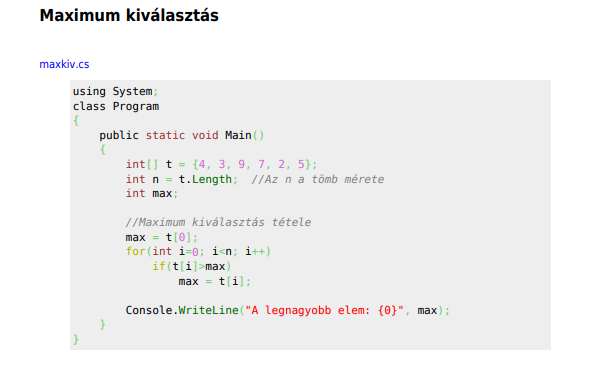 Maximum kiválasztás
maxkiv.cs
using System;
class Program
{
    public static void Main()
    {
        int[] t = {4, 3, 9, 7, 2, 5};
        int n = t.Length;  //Az n a tömb mérete
        int max;

        //Maximum kiválasztás tétele
        max = t[0];
        for(int i=0; i<n; i++)
            if(t[i]>max)
                max = t[i];

        Console.WriteLine("A legnagyobb elem: {0}", max);
    }
}